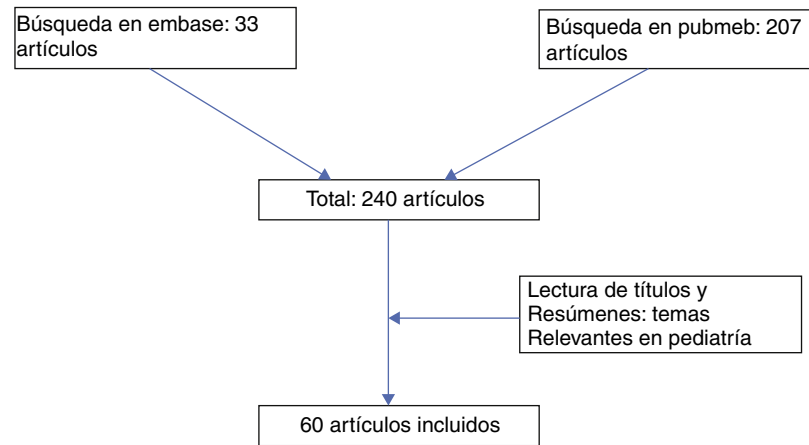 Búsqueda en embase: 33
artículos
Búsqueda en pubmeb: 207
artículos
Total: 240 artículos
Lectura de títulos y
Resúmenes: temas
Relevantes en pediatría
60 artículos incluidos